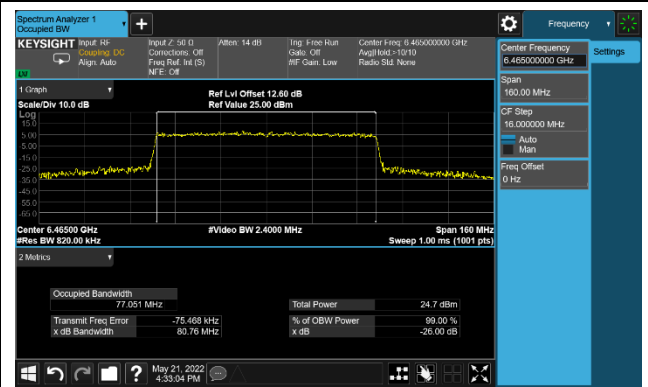 Spectrum Analyzer 1
Occupied BW
Frequency
KEYSIGHT
Input: RF
Coupling: DC
Align: Auto
Input Z: 50 Ω
Corrections: Off
Freq Ref: Int (S)
NFE: Off
Atten: 14 dB
Trig: Free Run
Gate: Off
#IF Gain: Low
Center Freq: 6.465000000 GHz
Avg|Hold:>10/10
Radio Std: None
LXI
Center Frequency
6.465000000 GHz
Settings
Span
160.00 MHz
CF Step
16.000000 MHz
Auto
Man
Freq Offset
0 Hz
1 Graph
Scale/Div 10.0 dB
Ref Lvl Offset 12.60 dB
Ref Value 25.00 dBm
Log
15.0
5.00
-5.00
-15.0
-25.0
-35.0
-45.0
-55.0
-65.0
Center 6.46500 GHz
#Video BW 2.4000 MHz
Span 160 MHz
#Res BW 820.00 kHz
Sweep 1.00 ms (1001 pts)
2 Metrics
Occupied Bandwidth
77.051 MHz
Total Power 24.7 dBm
Transmit Freq Error -75.468 kHz
% of OBW Power 99.00 %
x dB Bandwidth 80.76 MHz
x dB -26.00 dB
May 21, 2022
4:33:04 PM